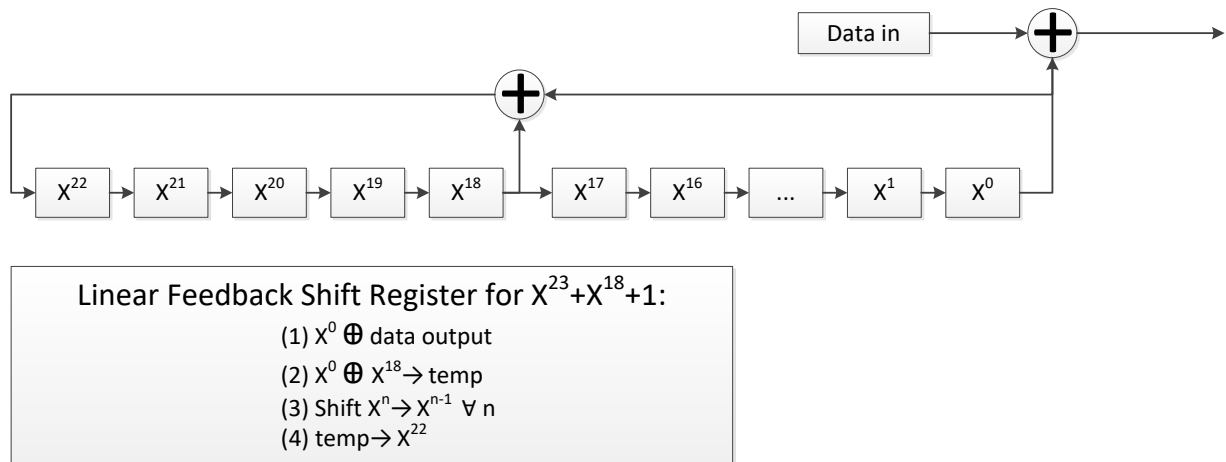 Data in
X²² X²¹ X²⁰ X¹⁹ X¹⁸ X¹⁷ X¹⁶ ... X¹ X⁰
Linear Feedback Shift Register for X²³+X¹⁸+1:
(1) X⁰ ⊕ data output
(2) X⁰ ⊕ X¹⁸→ temp
(3) Shift Xⁿ→ Xⁿ⁻¹ ∀ n
(4) temp→ X²²